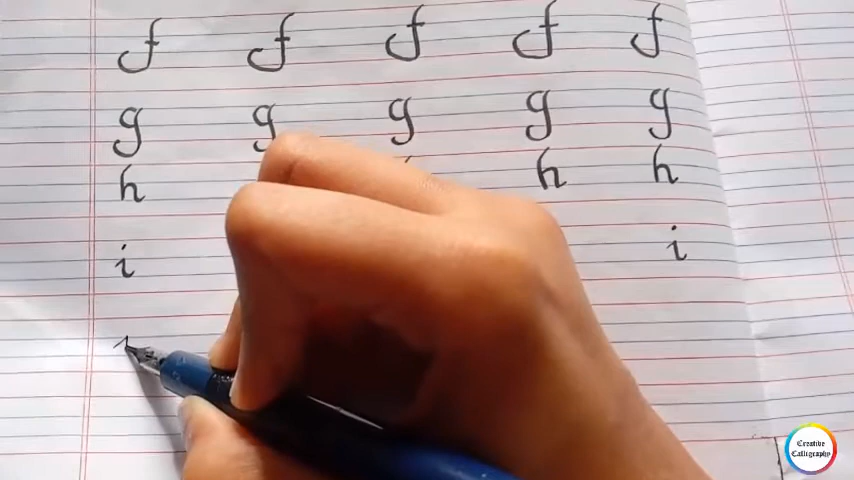 f f f f f
g g g g g
h h h
i i
Creative
Calligraphy